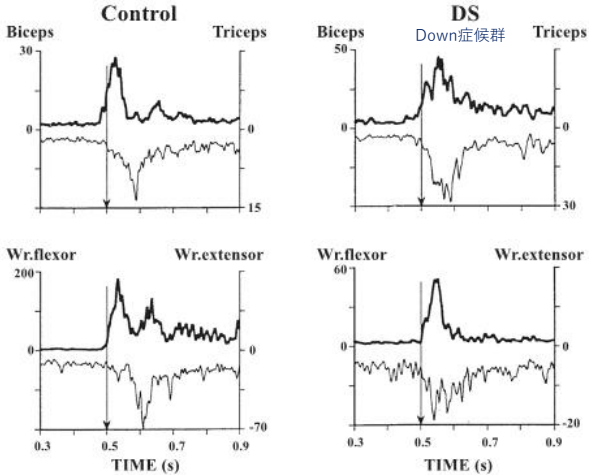 Control
DS
Down症候群
Biceps Triceps
Biceps Triceps
30
0
0
15
50
0
0
30
Wr.flexor Wr.extensor
Wr.flexor Wr.extensor
200
0
0
-70
60
0
0
-20
0.3 0.5 0.7 0.9
0.3 0.5 0.7 0.9
TIME (s)
TIME (s)